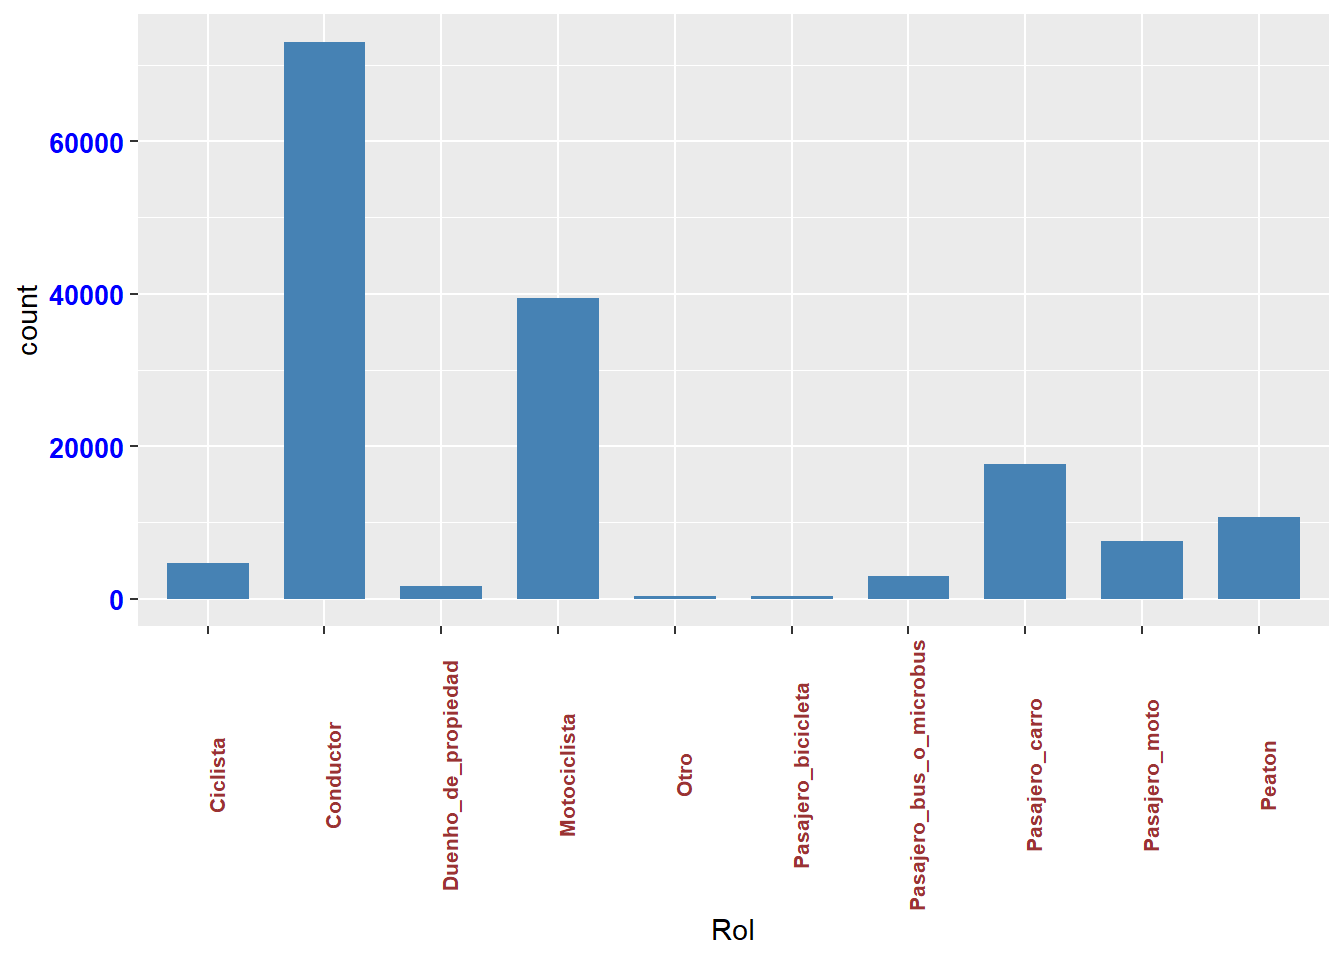 count
60000
40000
20000
0
Ciclista
Conductor
Duenho_de_propiedad
Motociclista
Otro
Pasajero_bicicleta
Pasajero_bus_o_microbus
Pasajero_carro
Pasajero_moto
Peaton
Rol